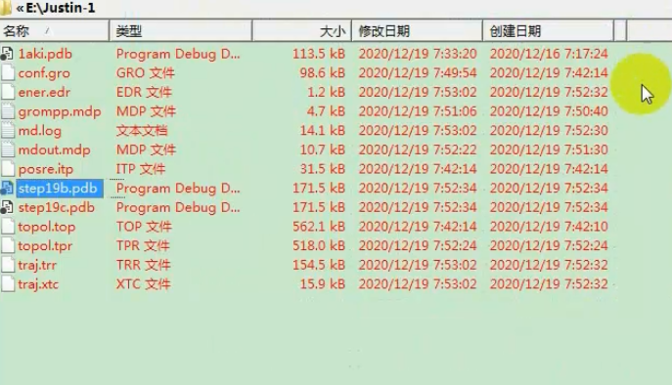 «E:\Justin-1
名称 / 类型 大小 修改日期 创建日期
1aki.pdb Program Debug D... 113.5 kB 2020/12/19 7:33:20 2020/12/16 7:17:24
conf.gro GRO 文件 98.6 kB 2020/12/19 7:49:54 2020/12/19 7:42:14
ener.edr EDR 文件 1.2 kB 2020/12/19 7:53:02 2020/12/19 7:52:32
grompp.mdp MDP 文件 4.7 kB 2020/12/19 7:51:06 2020/12/19 7:50:40
md.log 文本文档 14.1 kB 2020/12/19 7:53:02 2020/12/19 7:52:30
mdout.mdp MDP 文件 10.7 kB 2020/12/19 7:52:22 2020/12/19 7:51:30
posre.itp ITP 文件 31.5 kB 2020/12/19 7:42:14 2020/12/19 7:42:14
step19b.pdb Program Debug D... 171.5 kB 2020/12/19 7:52:34 2020/12/19 7:52:34
step19c.pdb Program Debug D... 171.5 kB 2020/12/19 7:52:34 2020/12/19 7:52:34
topol.top TOP 文件 562.1 kB 2020/12/19 7:42:14 2020/12/19 7:42:10
topol.tpr TPR 文件 518.0 kB 2020/12/19 7:52:24 2020/12/19 7:52:24
traj.trr TRR 文件 154.5 kB 2020/12/19 7:53:02 2020/12/19 7:52:32
traj.xtc XTC 文件 15.9 kB 2020/12/19 7:53:02 2020/12/19 7:52:32